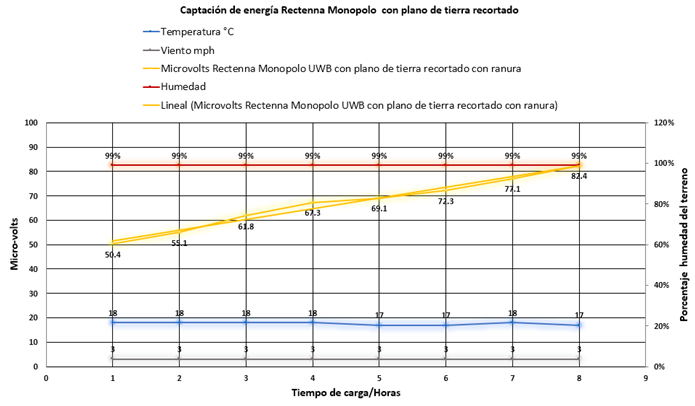 Captación de energía Rectenna Monopolo con plano de tierra recortado
Temperatura °C
Viento mph
Microvolts Rectenna Monopolo UWB con plano de tierra recortado con ranura
Humedad
Lineal (Microvolts Rectenna Monopolo UWB con plano de tierra recortado con ranura)
100 120%
99% 99% 99% 99% 99% 99% 99% 99%
90
80 100%
82.4
77.1
70 80%
72.3
69.1
67.3
61.8
60
55.1
50.4
50 60%
40 40%
30
18 18 18 18 17 17 18 17
20 20%
10
3 3 3 3 3 3 3 3
0 0%
0 1 2 3 4 5 6 7 8 9
Micro-volts
Porcentaje humedad del terreno
Tiempo de carga/Horas